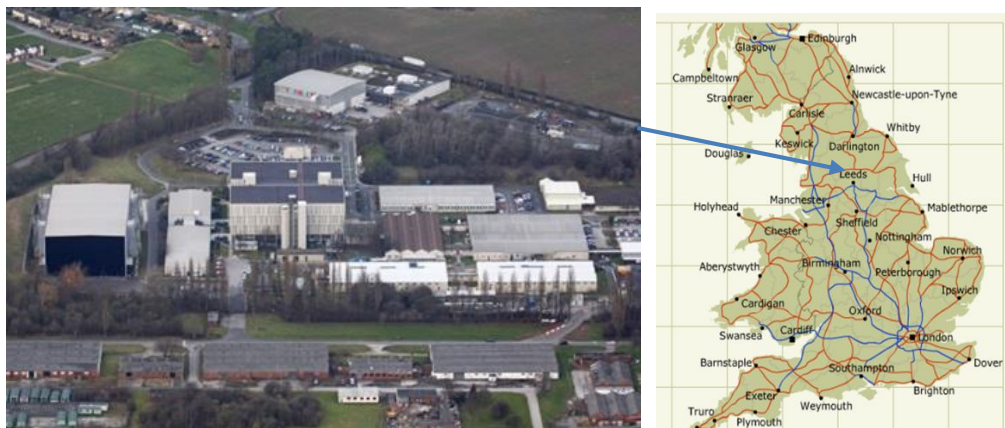 Glasgow
Edinburgh
Campbeltown
Alnwick
Stranraer
Newcastle-upon-Tyne
Carlisle
Keswick
Whitby
Douglas
Darlington
Leeds
Hull
Holyhead
Manchester
Mablethorpe
Chester
Sheffield
Nottingham
Norwich
Aberystwyth
Birmingham
Peterborough
Cardigan
Ipswich
Oxford
Swansea
Cardiff
London
Barnstaple
Southampton
Dover
Exeter
Weymouth
Brighton
Truro
Plymouth